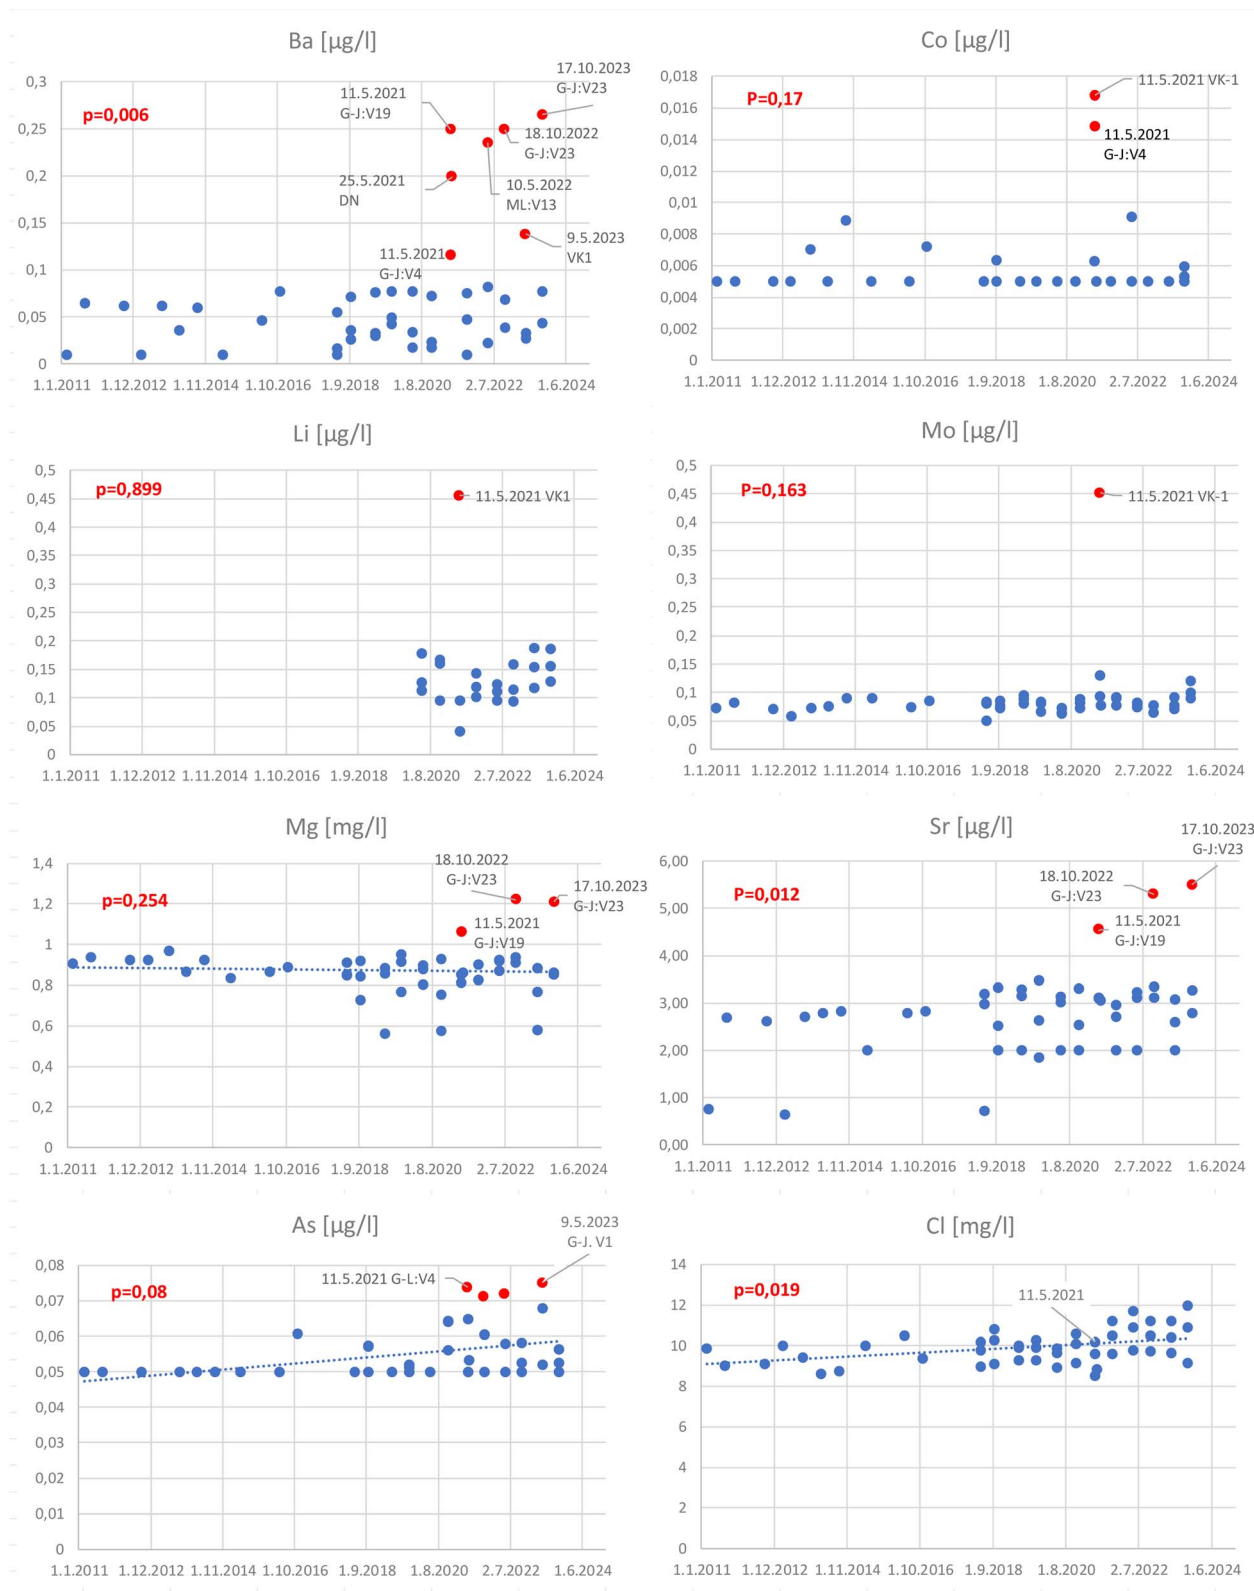 Ba [µg/l]
p=0,006
11.5.2021
G-J:V19
17.10.2023
G-J:V23
18.10.2022
G-J:V23
25.5.2021
DN
10.5.2022
ML:V13
11.5.2021
G-J:V4
9.5.2023
VK1
0,3
0,25
0,2
0,15
0,1
0,05
0
1.1.2011 1.12.2012 1.11.2014 1.10.2016 1.9.2018 1.8.2020 2.7.2022 1.6.2024
Co [µg/l]
P=0,17
11.5.2021 VK-1
11.5.2021
G-J:V4
0,018
0,016
0,014
0,012
0,01
0,008
0,006
0,004
0,002
0
1.1.2011 1.12.2012 1.11.2014 1.10.2016 1.9.2018 1.8.2020 2.7.2022 1.6.2024
Li [µg/l]
p=0,899
11.5.2021 VK1
0,5
0,45
0,4
0,35
0,3
0,25
0,2
0,15
0,1
0,05
0
1.1.2011 1.12.2012 1.11.2014 1.10.2016 1.9.2018 1.8.2020 2.7.2022 1.6.2024
Mo [µg/l]
P=0,163
11.5.2021 VK-1
0,5
0,45
0,4
0,35
0,3
0,25
0,2
0,15
0,1
0,05
0
1.1.2011 1.12.2012 1.11.2014 1.10.2016 1.9.2018 1.8.2020 2.7.2022 1.6.2024
Mg [mg/l]
p=0,254
18.10.2022
G-J:V23
17.10.2023
G-J:V23
11.5.2021
G-J:V19
1,4
1,2
1
0,8
0,6
0,4
0,2
0
1.1.2011 1.12.2012 1.11.2014 1.10.2016 1.9.2018 1.8.2020 2.7.2022 1.6.2024
Sr [µg/l]
P=0,012
17.10.2023
G-J:V23
18.10.2022
G-J:V23
11.5.2021
G-J:V19
6,00
5,00
4,00
3,00
2,00
1,00
0,00
1.1.2011 1.12.2012 1.11.2014 1.10.2016 1.9.2018 1.8.2020 2.7.2022 1.6.2024
As [µg/l]
p=0,08
11.5.2021 G-L:V4
9.5.2023
G-J. V1
0,08
0,07
0,06
0,05
0,04
0,03
0,02
0,01
0
1.1.2011 1.12.2012 1.11.2014 1.10.2016 1.9.2018 1.8.2020 2.7.2022 1.6.2024
Cl [mg/l]
p=0,019
11.5.2021
14
12
10
8
6
4
2
0
1.1.2011 1.12.2012 1.11.2014 1.10.2016 1.9.2018 1.8.2020 2.7.2022 1.6.2024